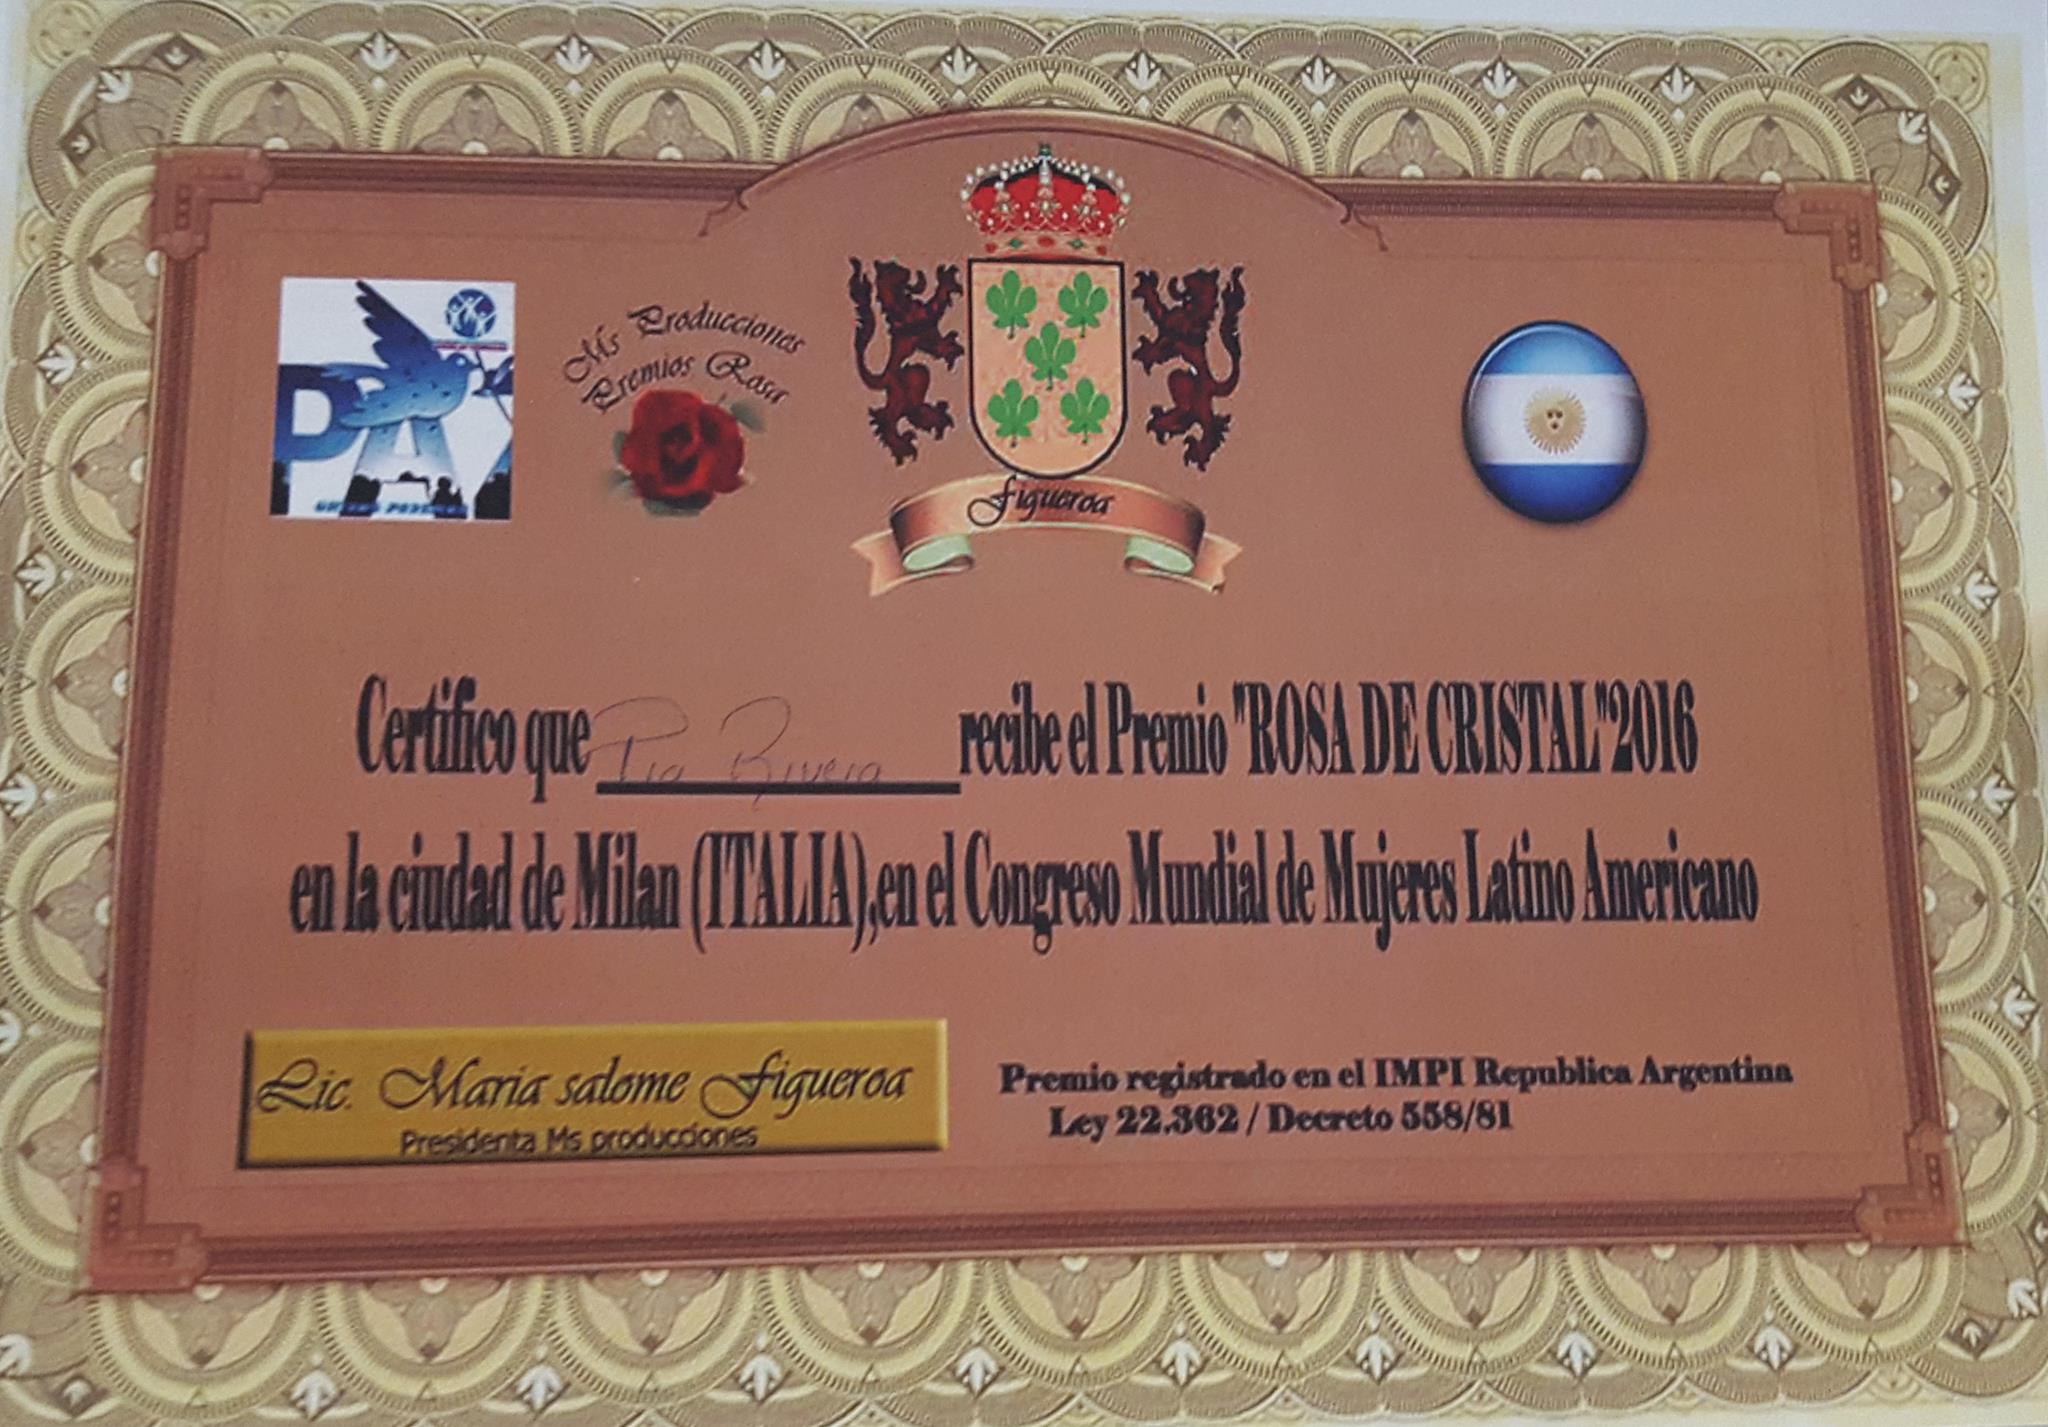 PAZ
Ms Producciones
Premios Rosa
Figueroa
Certifico que Pia Rivera recibe el Premio "ROSA DE CRISTAL"2016
en la ciudad de Milan (ITALIA),en el Congreso Mundial de Mujeres Latino Americano
Lic. Maria salome Figueroa
Presidenta Ms producciones
Premio registrado en el IMPI Republica Argentina
Ley 22.362 / Decreto 558/81